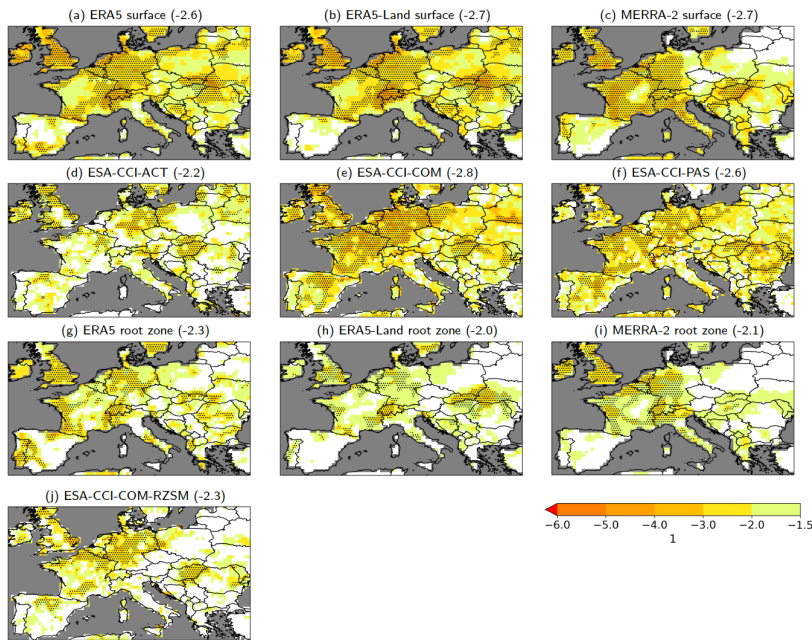 (a) ERA5 surface (-2.6)
(b) ERA5-Land surface (-2.7)
(c) MERRA-2 surface (-2.7)
(d) ESA-CCI-ACT (-2.2)
(e) ESA-CCI-COM (-2.8)
(f) ESA-CCI-PAS (-2.6)
(g) ERA5 root zone (-2.3)
(h) ERA5-Land root zone (-2.0)
(i) MERRA-2 root zone (-2.1)
(j) ESA-CCI-COM-RZSM (-2.3)
−6.0 −5.0 −4.0 −3.0 −2.0 −1.5
1